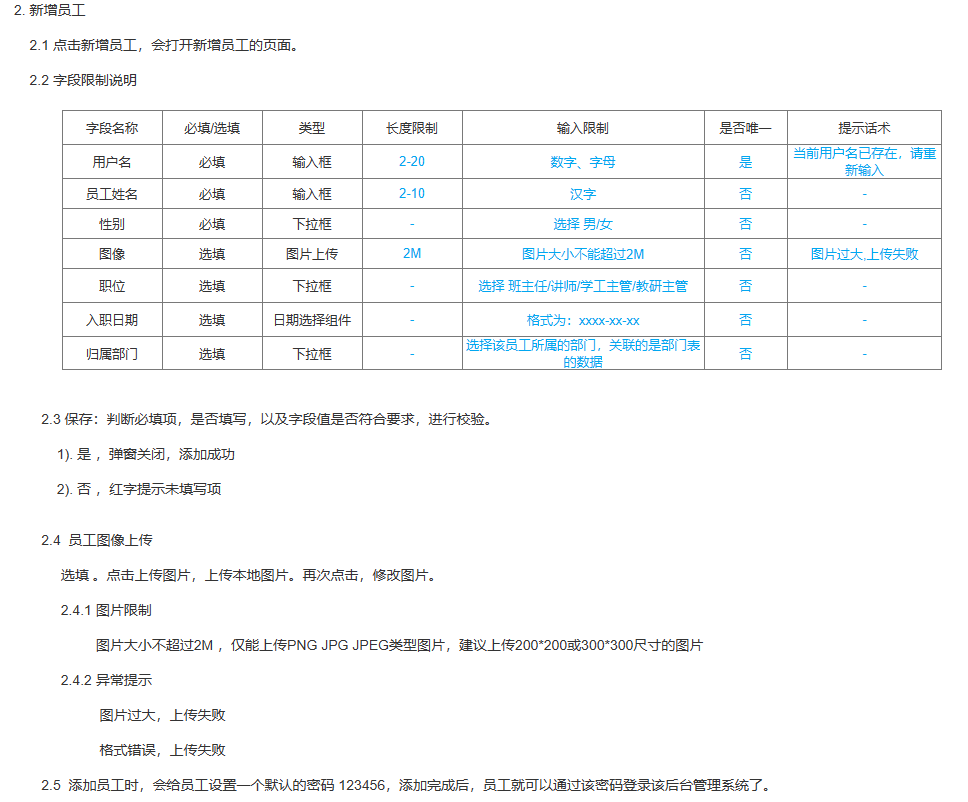 2. 新增员工
2.1 点击新增员工，会打开新增员工的页面。
2.2 字段限制说明
字段名称 必填/选填 类型 长度限制 输入限制 是否唯一 提示话术
用户名 必填 输入框 2-20 数字、字母 是 当前用户名已存在，请重
新输入
员工姓名 必填 输入框 2-10 汉字 否 -
性别 必填 下拉框 - 选择 男/女 否 -
图像 选填 图片上传 2M 图片大小不能超过2M 否 图片过大,上传失败
职位 选填 下拉框 - 选择 班主任/讲师/学工主管/教研主管 否 -
入职日期 选填 日期选择组件 - 格式为：xxxx-xx-xx 否 -
归属部门 选填 下拉框 - 选择该员工所属的部门，关联的是部门表
的数据 否 -
2.3 保存：判断必填项，是否填写，以及字段值是否符合要求，进行校验。
1). 是 ，弹窗关闭，添加成功
2). 否 ，红字提示未填写项
2.4 员工图像上传
选填 。点击上传图片，上传本地图片。再次点击，修改图片。
2.4.1 图片限制
图片大小不超过2M ，仅能上传PNG JPG JPEG类型图片，建议上传200*200或300*300尺寸的图片
2.4.2 异常提示
图片过大，上传失败
格式错误，上传失败
2.5 添加员工时，会给员工设置一个默认的密码 123456，添加完成后，员工就可以通过该密码登录该后台管理系统了。